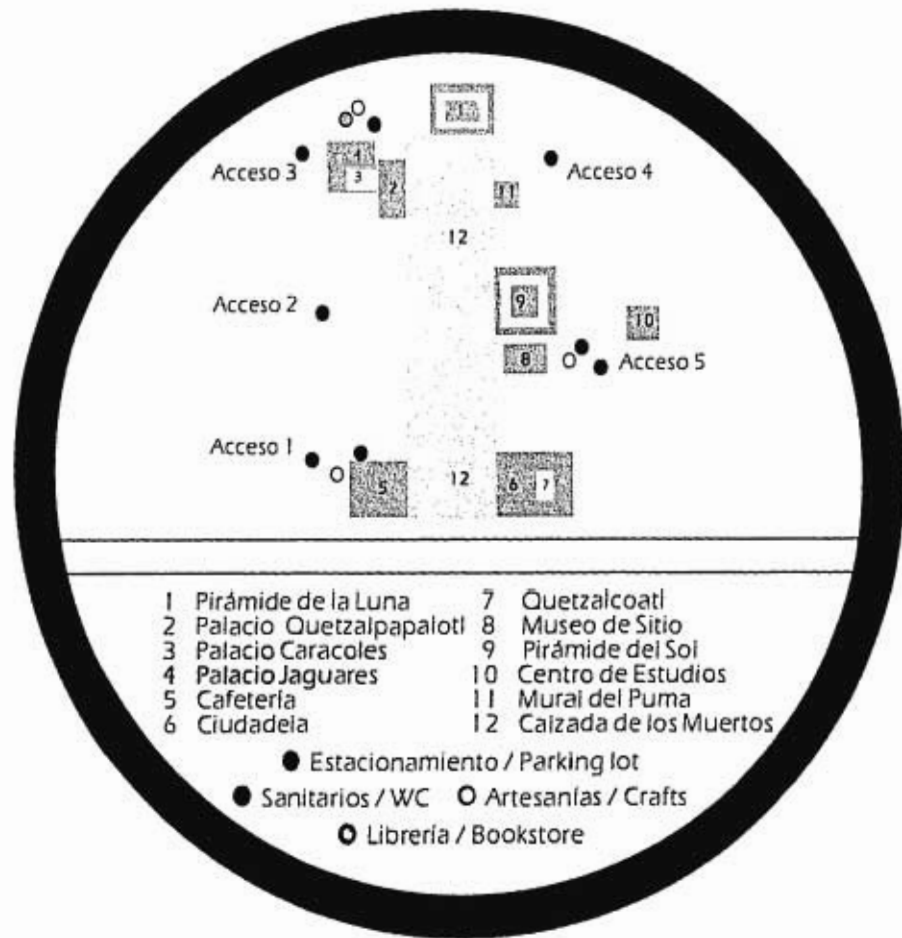 1
Acceso 3
4
3
2
Acceso 4
11
12
Acceso 2
9
10
8
Acceso 5
Acceso 1
5
12
6
7
1 Pirámide de la Luna
2 Palacio Quetzalpapalotl
3 Palacio Caracoles
4 Palacio Jaguares
5 Cafetería
6 Ciudadela
7 Quetzalcoatl
8 Museo de Sitio
9 Pirámide del Sol
10 Centro de Estudios
11 Mural del Puma
12 Calzada de los Muertos
Estacionamiento / Parking lot
Sanitarios / WC Artesanías / Crafts
Librería / Bookstore